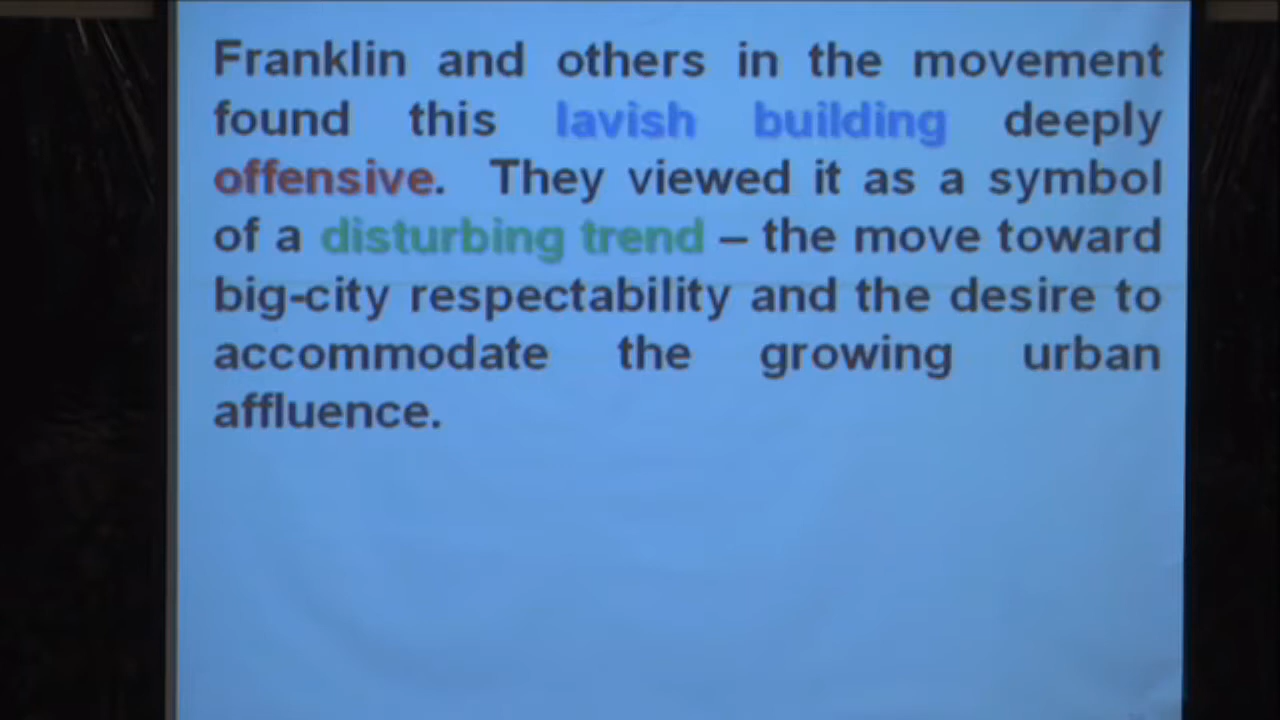 Franklin and others in the movement
found this lavish building deeply
offensive. They viewed it as a symbol
of a disturbing trend – the move toward
big-city respectability and the desire to
accommodate the growing urban
affluence.